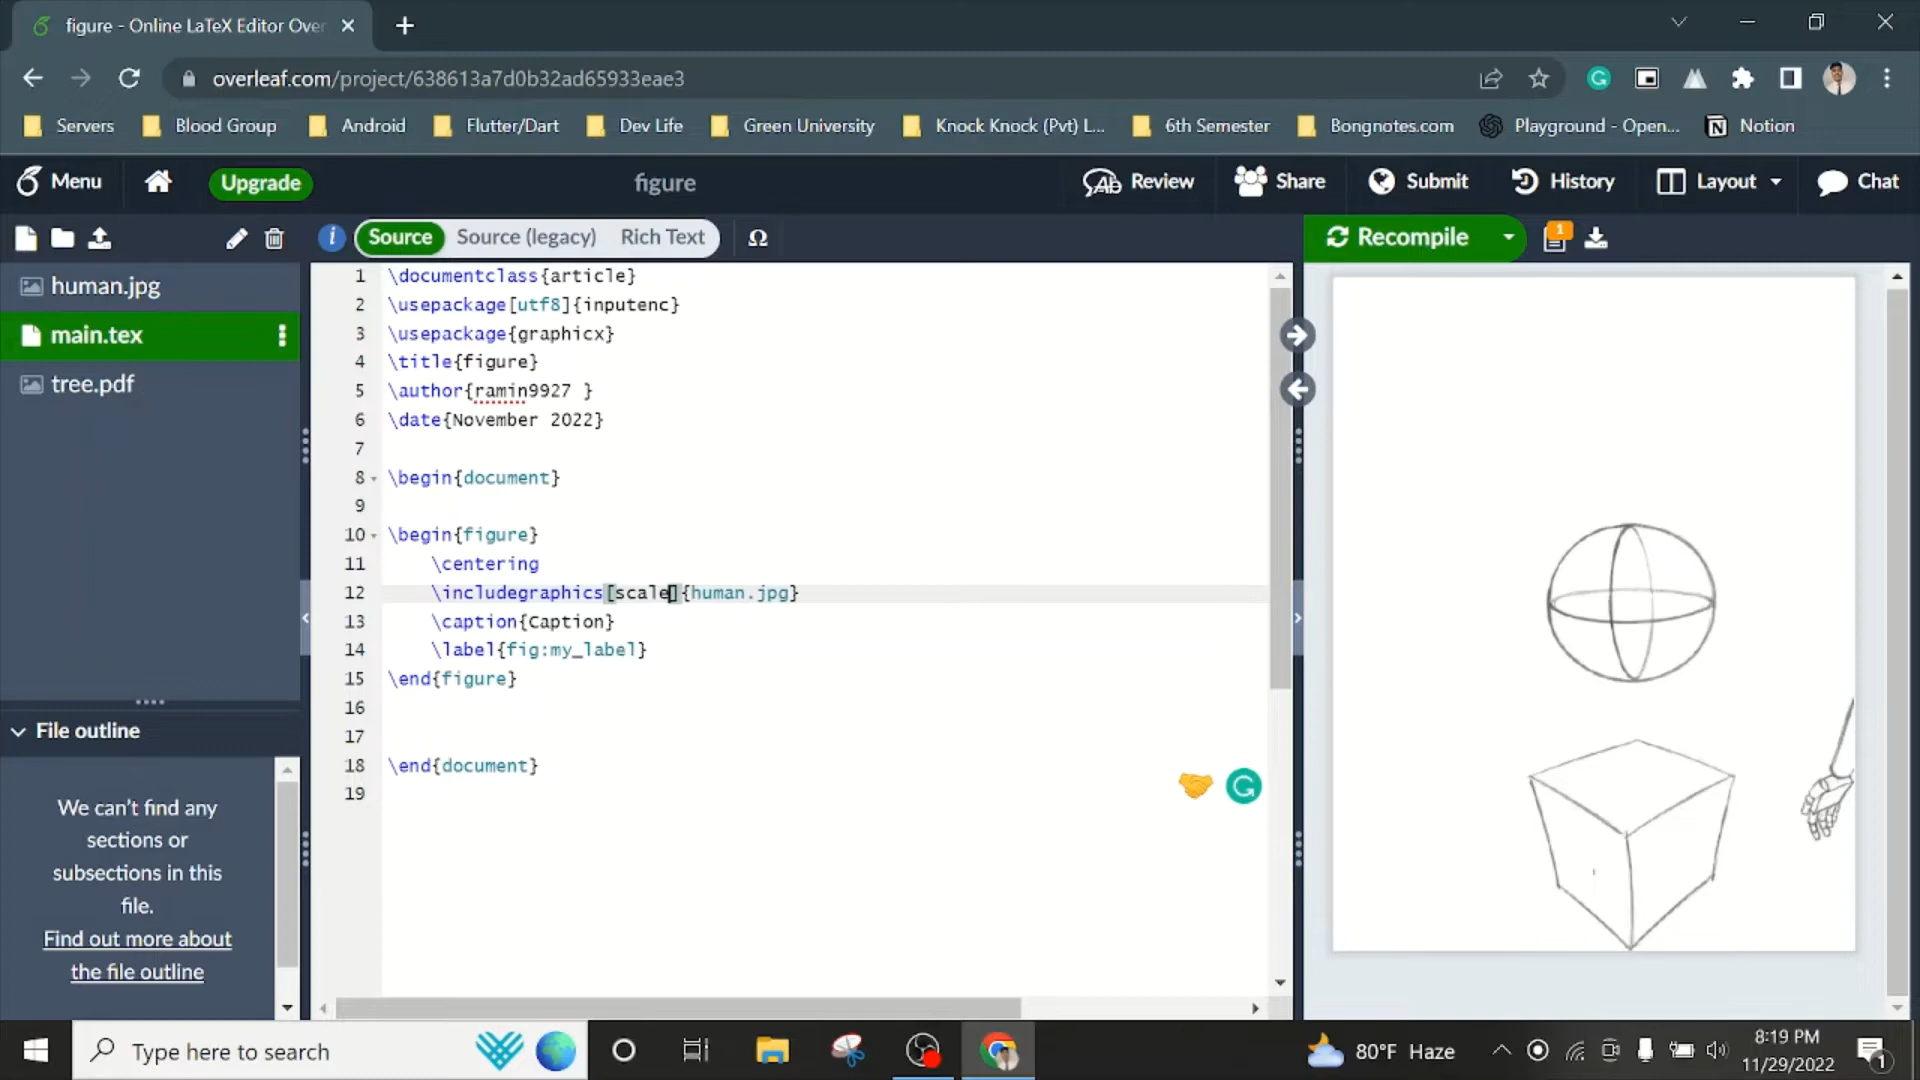 figure - Online LaTeX Editor Over
overleaf.com/project/638613a7d0b32ad65933eae3
Servers
Blood Group
Android
Flutter/Dart
Dev Life
Green University
Knock Knock (Pvt) L...
6th Semester
Bongnotes.com
Playground - Open...
Notion
Menu
Upgrade
figure
Review
Share
Submit
History
Layout
Chat
Source
Source (legacy)
Rich Text
Ω
Recompile
1
human.jpg
main.tex
tree.pdf
1 \documentclass{article}
2 \usepackage[utf8]{inputenc}
3 \usepackage{graphicx}
4 \title{figure}
5 \author{ramin9927 }
6 \date{November 2022}
7
8 \begin{document}
9
10 \begin{figure}
11 \centering
12 \includegraphics[scale]{human.jpg}
13 \caption{Caption}
14 \label{fig:my_label}
15 \end{figure}
16
17
18 \end{document}
19
File outline
We can't find any
sections or
subsections in this
file.
Find out more about
the file outline
Type here to search
80°F Haze
8:19 PM
11/29/2022
1